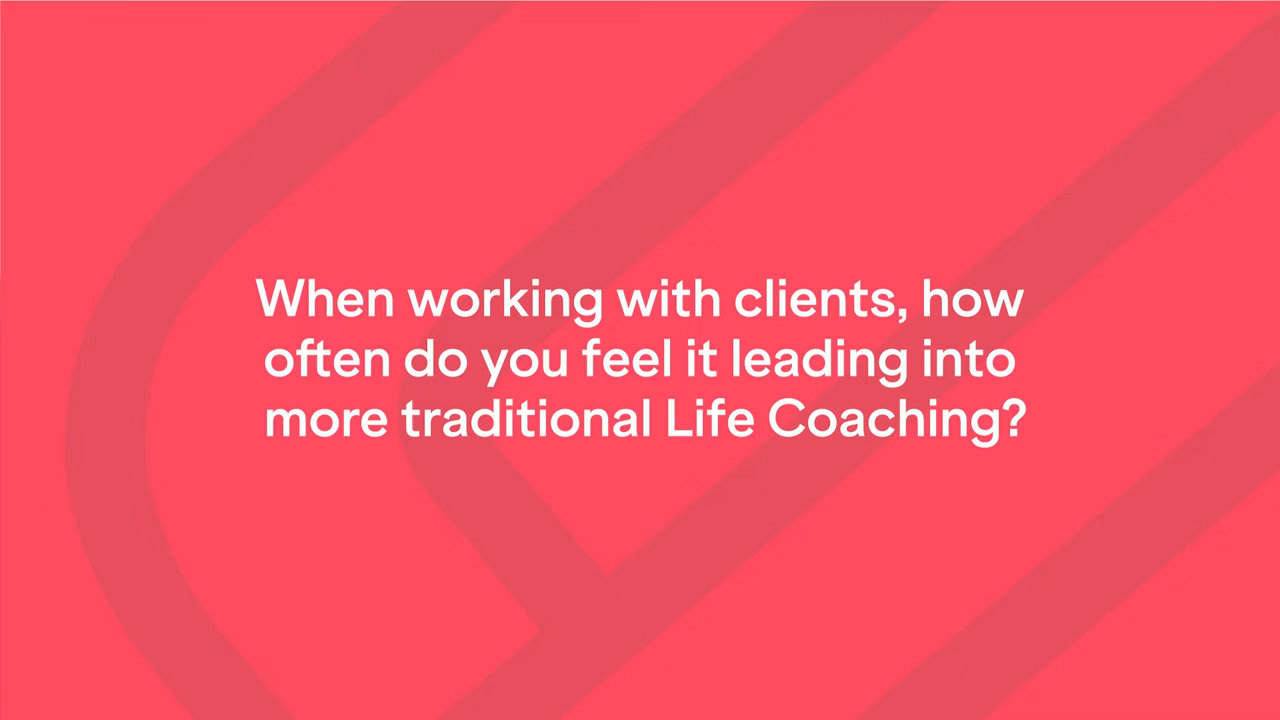 When working with clients, how
often do you feel it leading into
more traditional Life Coaching?